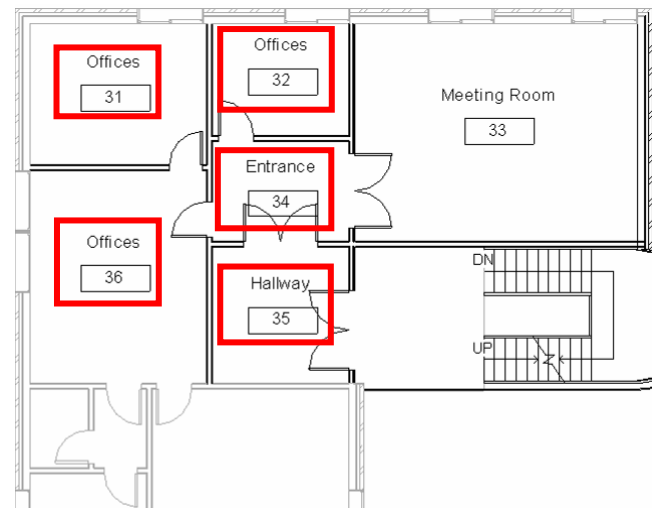 Offices
31
Offices
32
Meeting Room
33
Entrance
34
Offices
36
Hallway
35
DN
UP